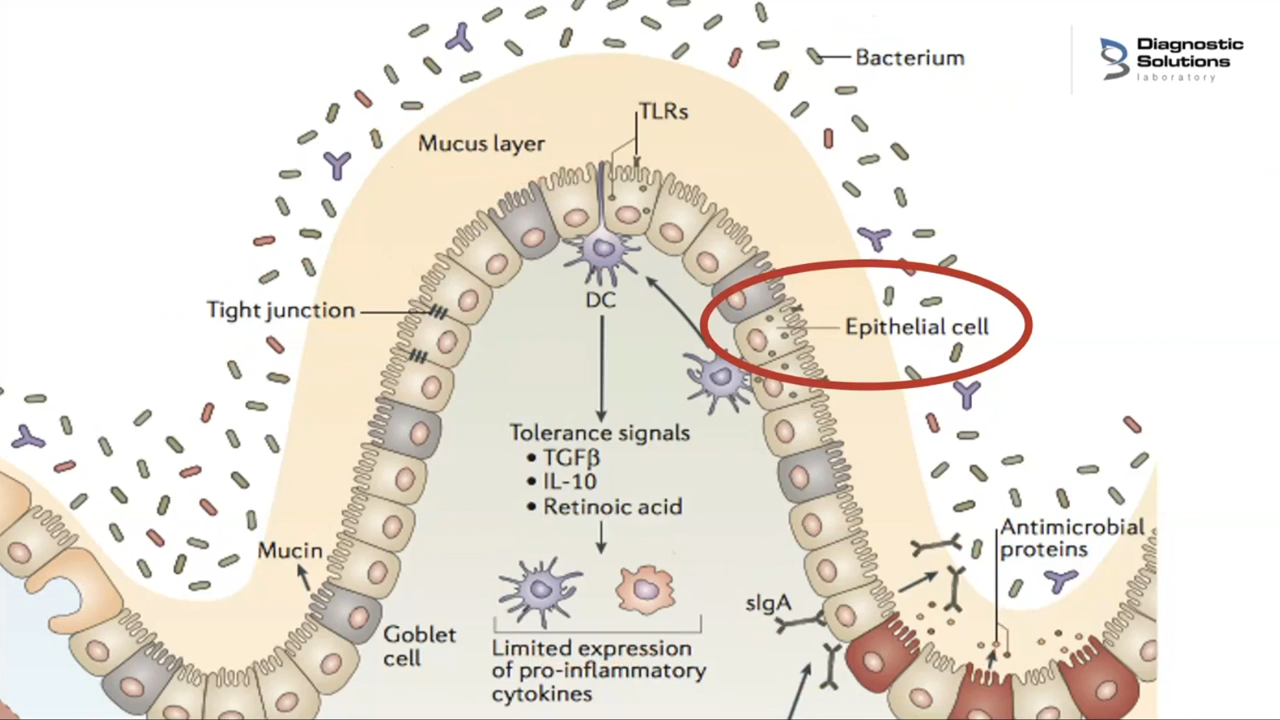 Diagnostic
Solutions
laboratory
Bacterium
TLRs
Mucus layer
Tight junction
DC
Epithelial cell
Tolerance signals
• TGFβ
• IL-10
• Retinoic acid
Antimicrobial
proteins
Mucin
sIgA
Goblet
cell
Limited expression
of pro-inflammatory
cytokines